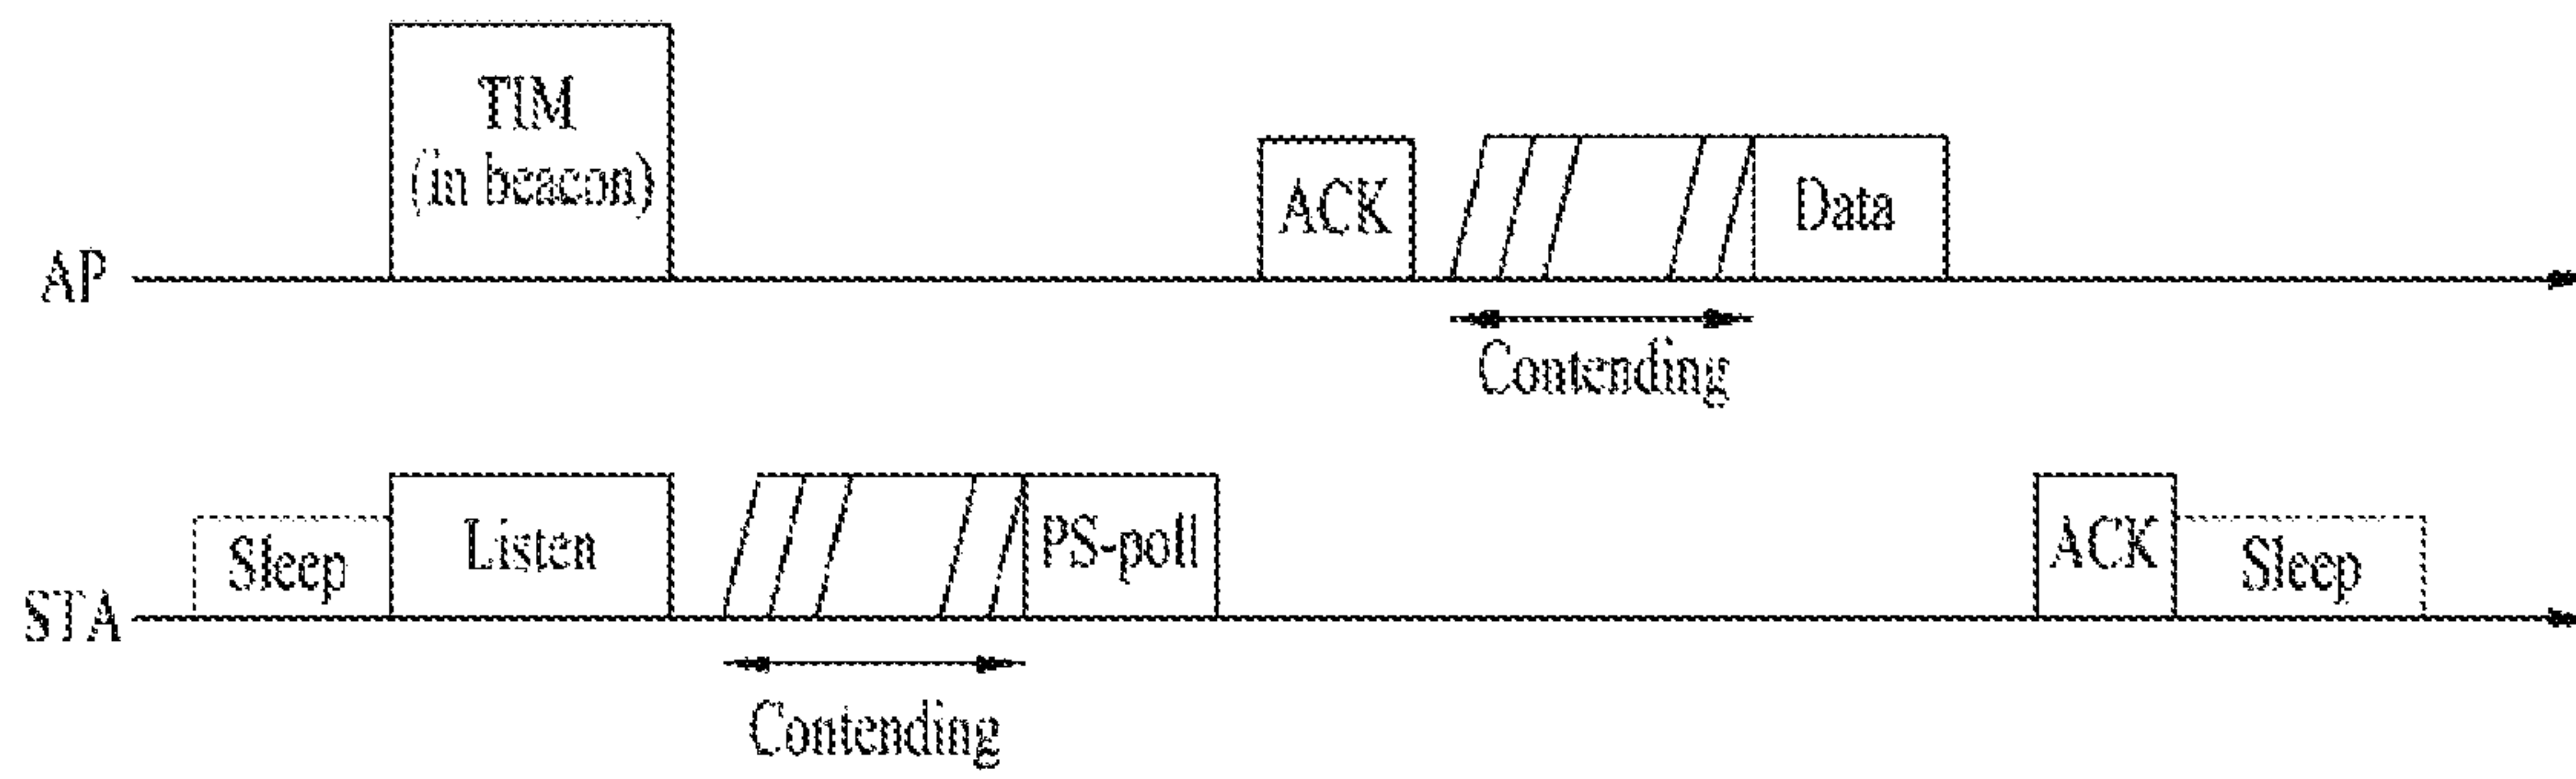 TIM
(in beacon)
ACK
Data
AP
Contending
Sleep
Listen
PS-poll
ACK
Sleep
STA
Contending